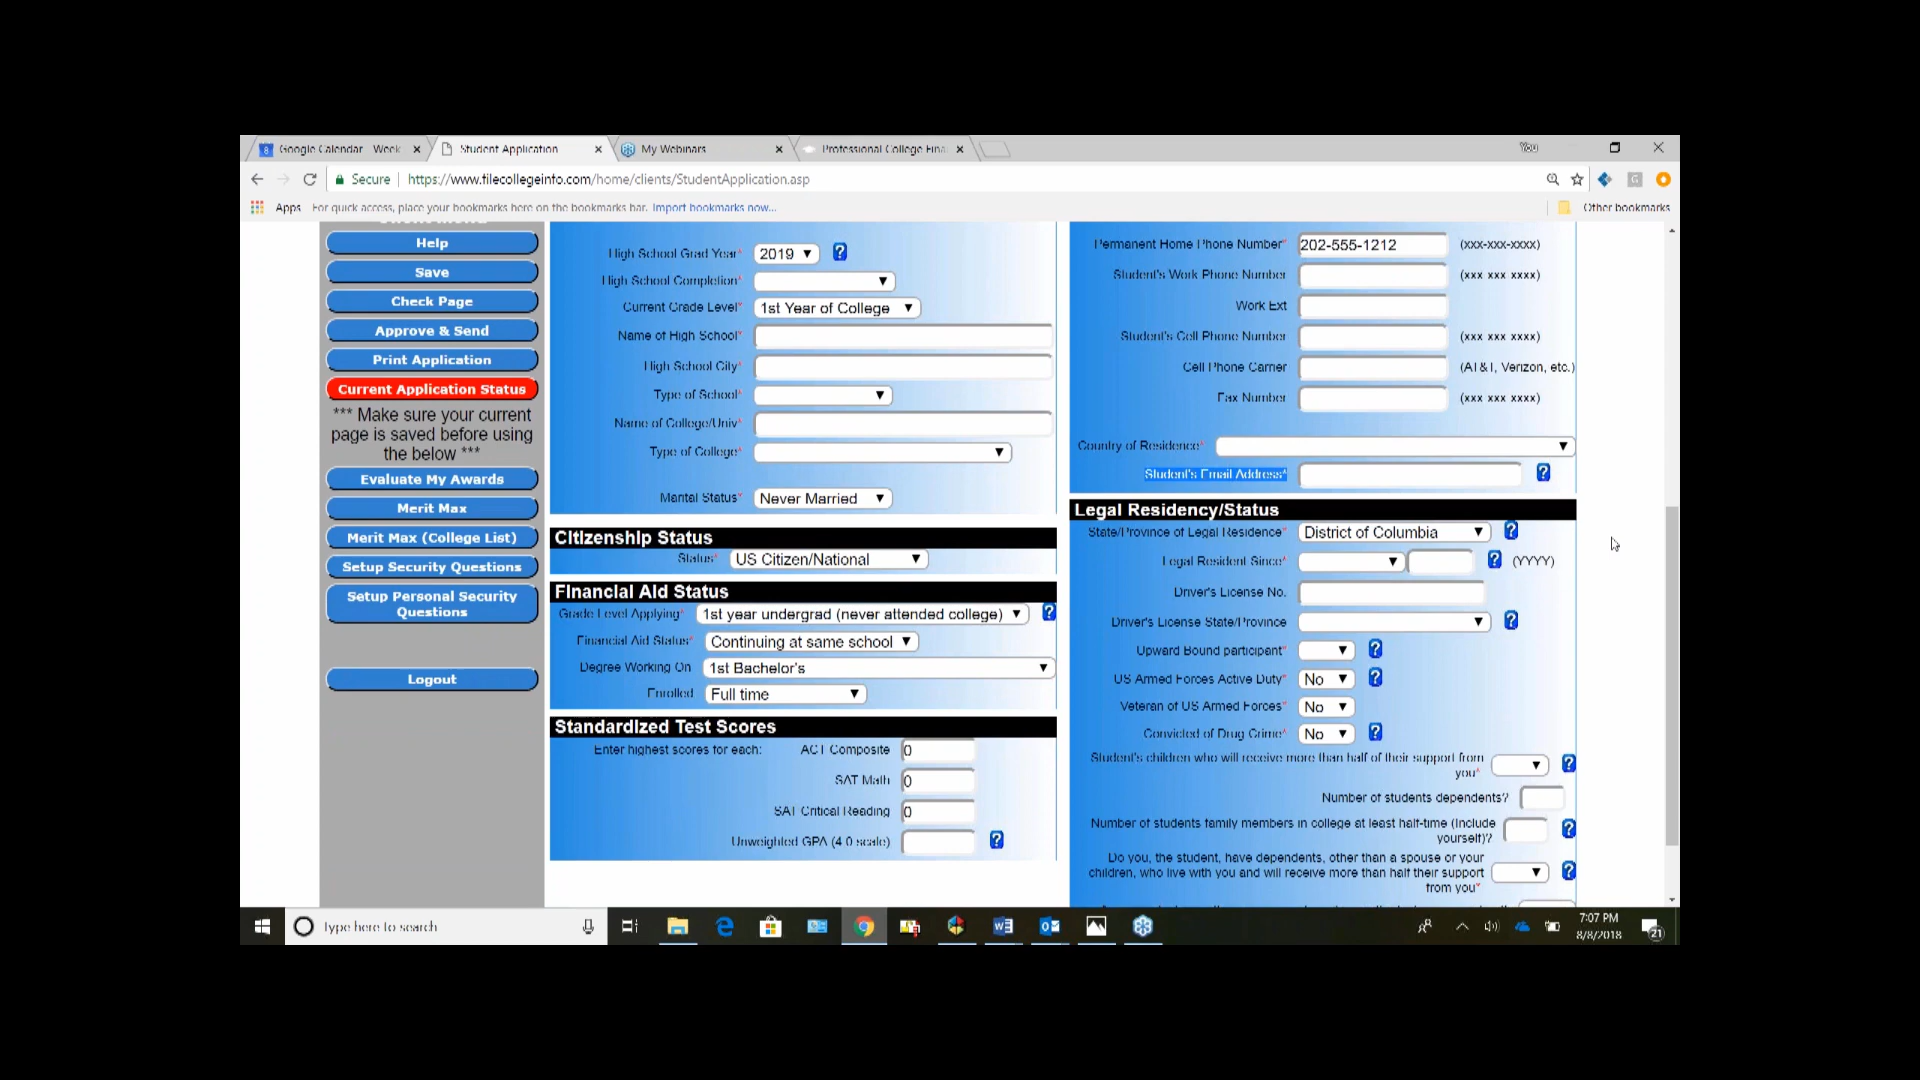 Google Calendar - Week
Student Application
My Webinars
Professional College Fina
You
Secure
https://www.filecollegeinfo.com/home/clients/StudentApplication.asp
Apps
For quick access, place your bookmarks here on the bookmarks bar. Import bookmarks now...
Other bookmarks
Help
Save
Check Page
Approve & Send
Print Application
Current Application Status
*** Make sure your current
page is saved before using
the below ***
Evaluate My Awards
Merit Max
Merit Max (College List)
Setup Security Questions
Setup Personal Security
Questions
Logout
High School Grad Year* 2019 ?
High School Completion*
Current Grade Level* 1st Year of College
Name of High School*
High School City*
Type of School*
Name of College/Univ*
Type of College*
Marital Status* Never Married
Citizenship Status
Status* US Citizen/National
Financial Aid Status
Grade Level Applying* 1st year undergrad (never attended college) ?
Financial Aid Status* Continuing at same school
Degree Working On 1st Bachelor's
Enrolled Full time
Standardized Test Scores
Enter highest scores for each: ACT Composite 0
SAT Math 0
SAT Critical Reading 0
Unweighted GPA (4.0 scale) ?
Permanent Home Phone Number* 202-555-1212 (xxx-xxx-xxxx)
Student's Work Phone Number (xxx-xxx-xxxx)
Work Ext
Student's Cell Phone Number (xxx-xxx-xxxx)
Cell Phone Carrier (AT&T, Verizon, etc.)
Fax Number (xxx-xxx-xxxx)
Country of Residence*
Student's Email Address* ?
Legal Residency/Status
State/Province of Legal Residence* District of Columbia ?
Legal Resident Since* ? (YYYY)
Driver's License No.
Driver's License State/Province ?
Upward Bound participant* ?
US Armed Forces Active Duty* No ?
Veteran of US Armed Forces* No
Convicted of Drug Crime* No ?
Student's children who will receive more than half of their support from
you* ?
Number of students dependents?
Number of students family members in college at least half-time (Include
yourself)? ?
Do you, the student, have dependents, other than a spouse or your
children, who live with you and will receive more than half their support
from you* ?
Type here to search
7:07 PM
8/8/2018
21